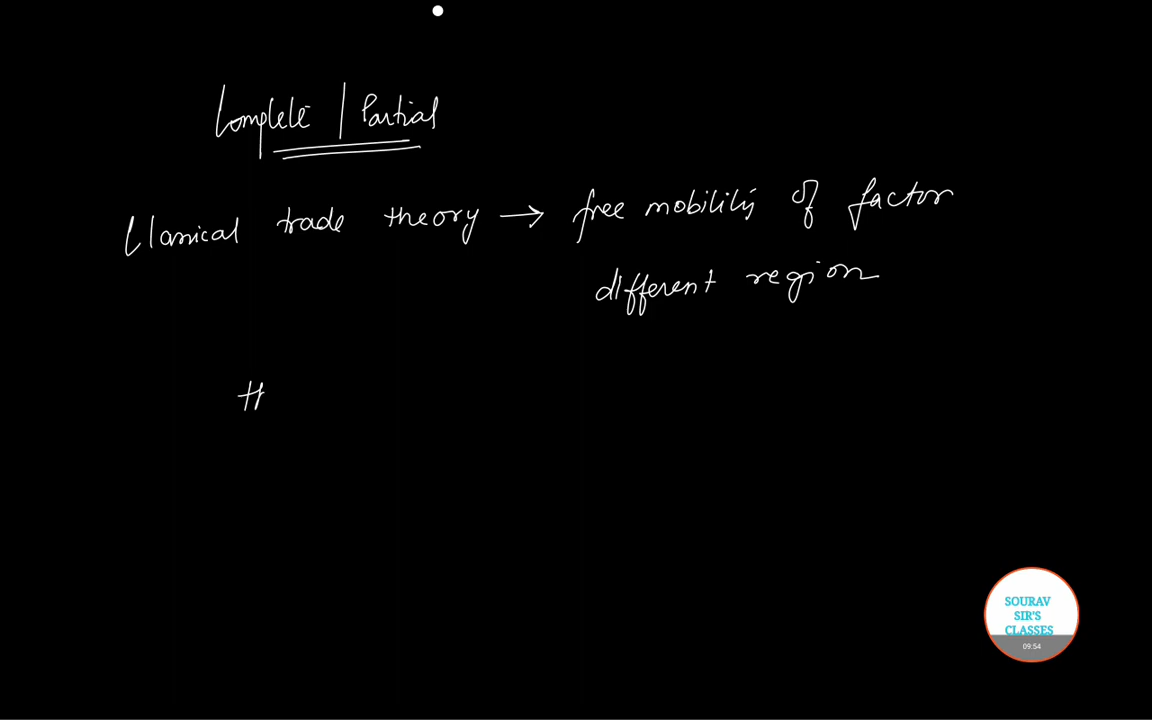 Complete | Partial
Classical trade theory → free mobility of factor
different region
#
SOURAV
SIR'S
CLASSES
09:54